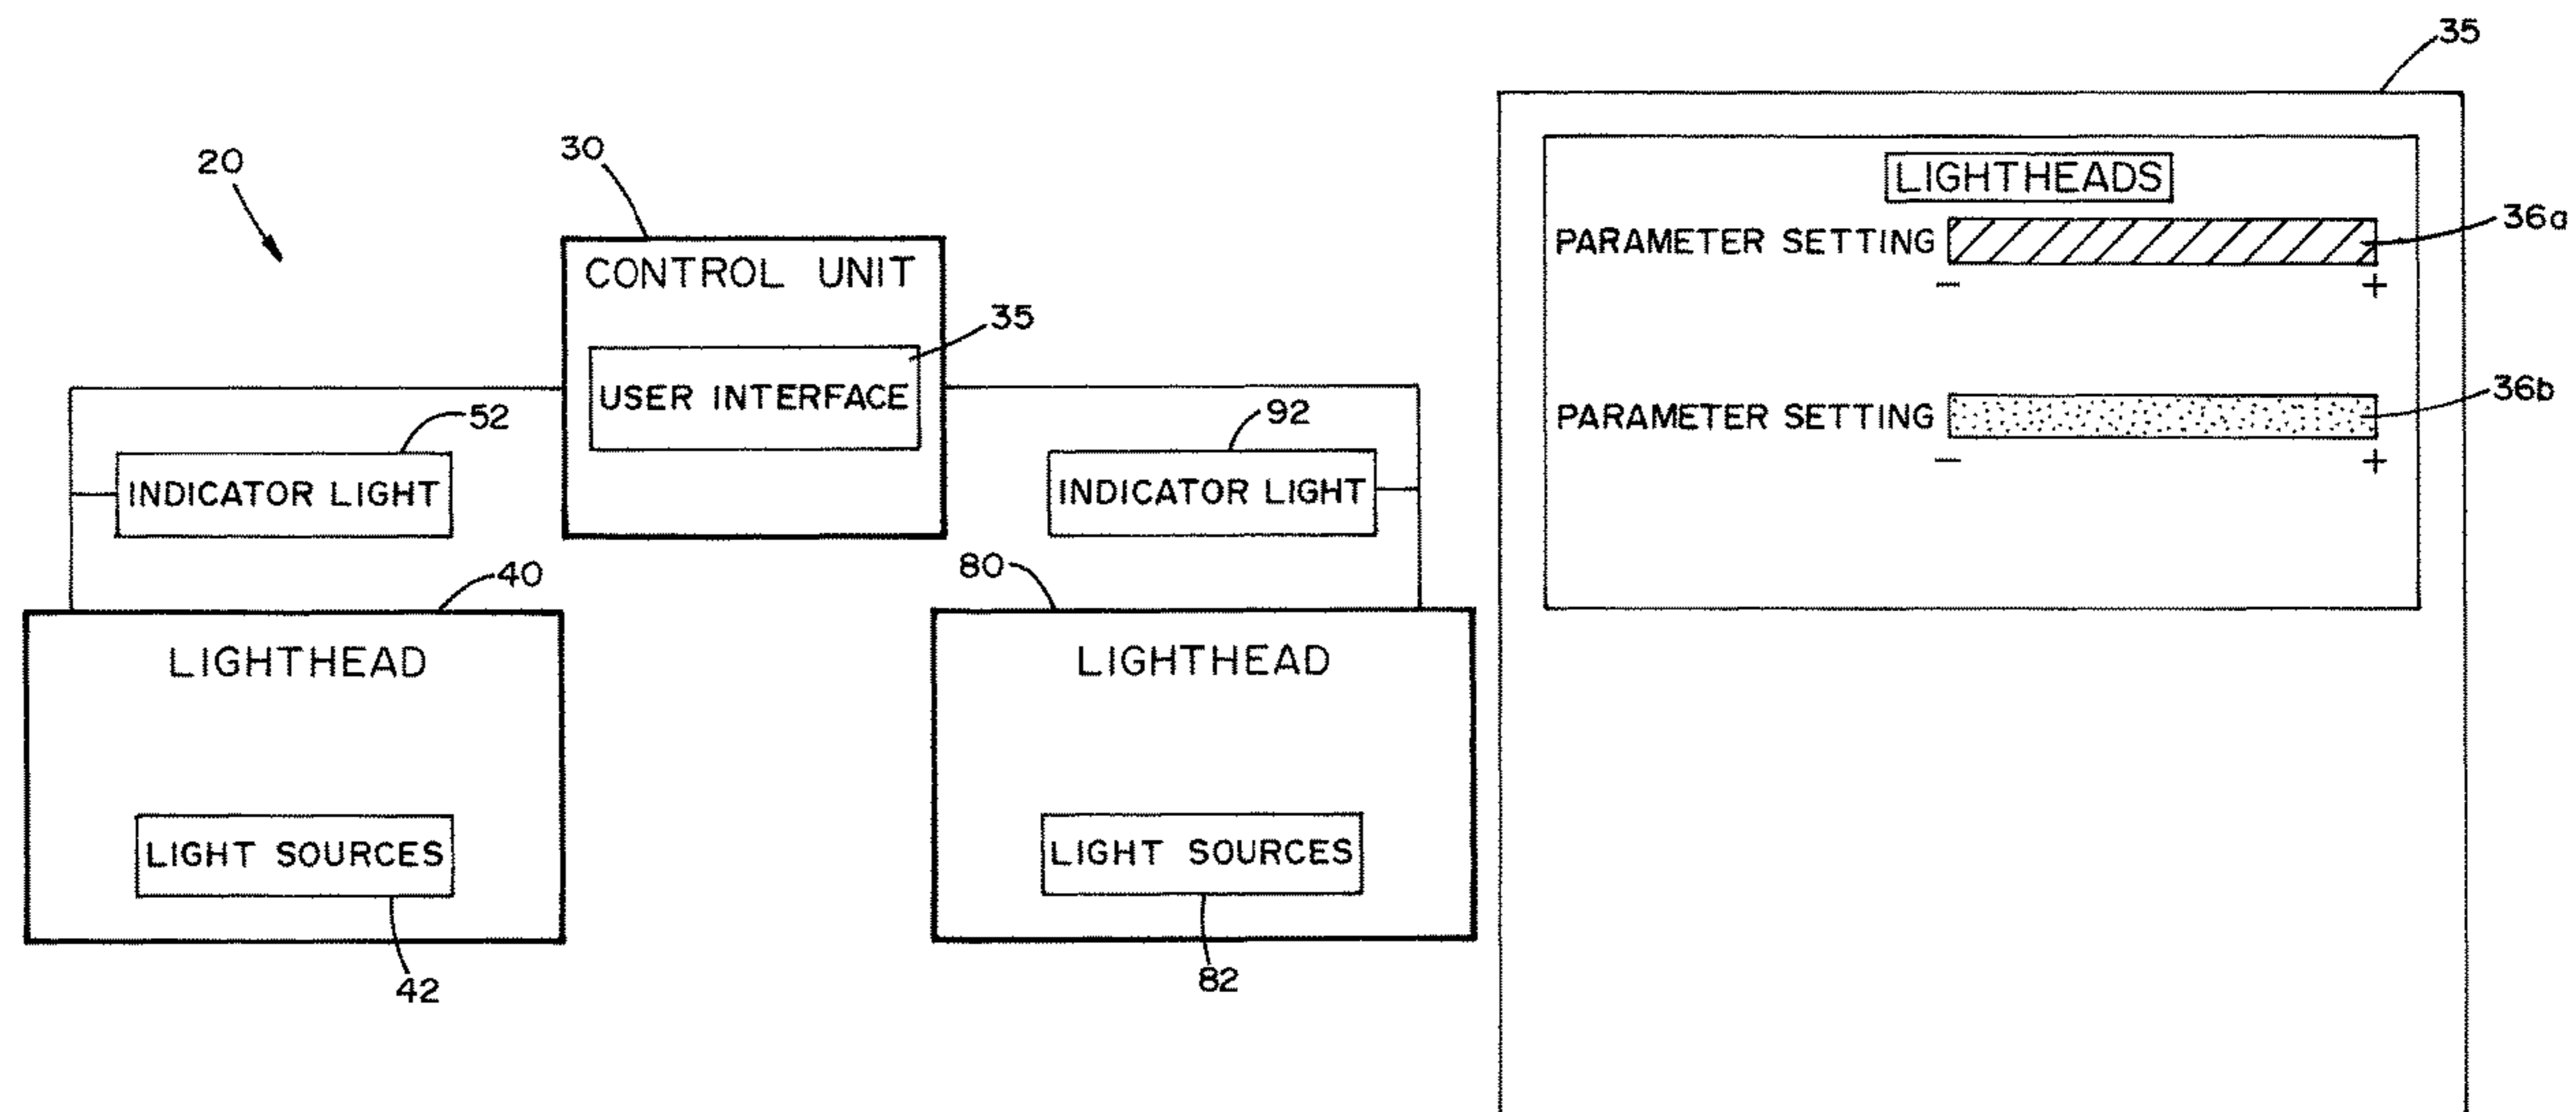 35
20
30
CONTROL UNIT
35
USER INTERFACE
52
INDICATOR LIGHT
92
INDICATOR LIGHT
40
LIGHTHEAD
LIGHT SOURCES
42
80
LIGHTHEAD
LIGHT SOURCES
82
LIGHTHEADS
PARAMETER SETTING
36a
− +
PARAMETER SETTING
36b
− +